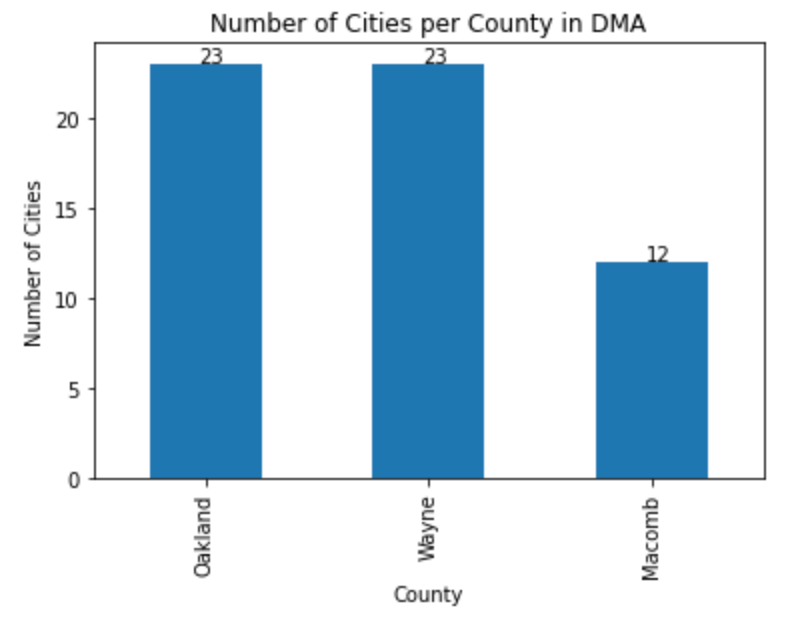 Number of Cities per County in DMA
23
23
12
Number of Cities
20
15
10
5
0
Oakland
Wayne
Macomb
County